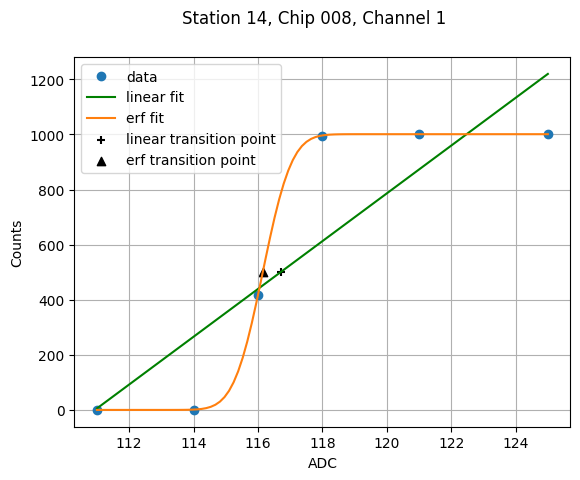 Station 14, Chip 008, Channel 1
data
linear fit
erf fit
linear transition point
erf transition point
Counts
1200
1000
800
600
400
200
0
112 114 116 118 120 122 124
ADC